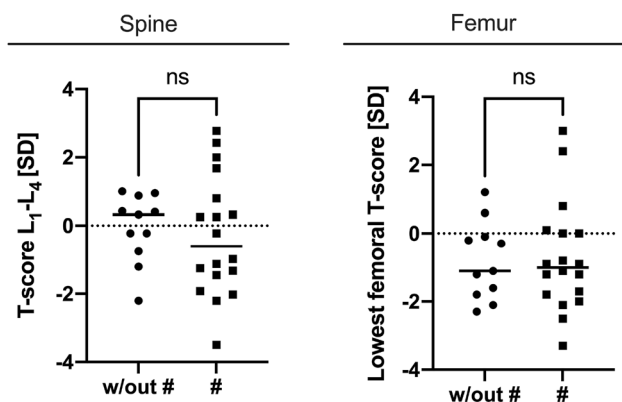 Spine
ns
T-score L₁-L₄ [SD]
4
2
0
-2
-4
w/out #
#
Femur
ns
Lowest femoral T-score [SD]
4
2
0
-2
-4
w/out #
#